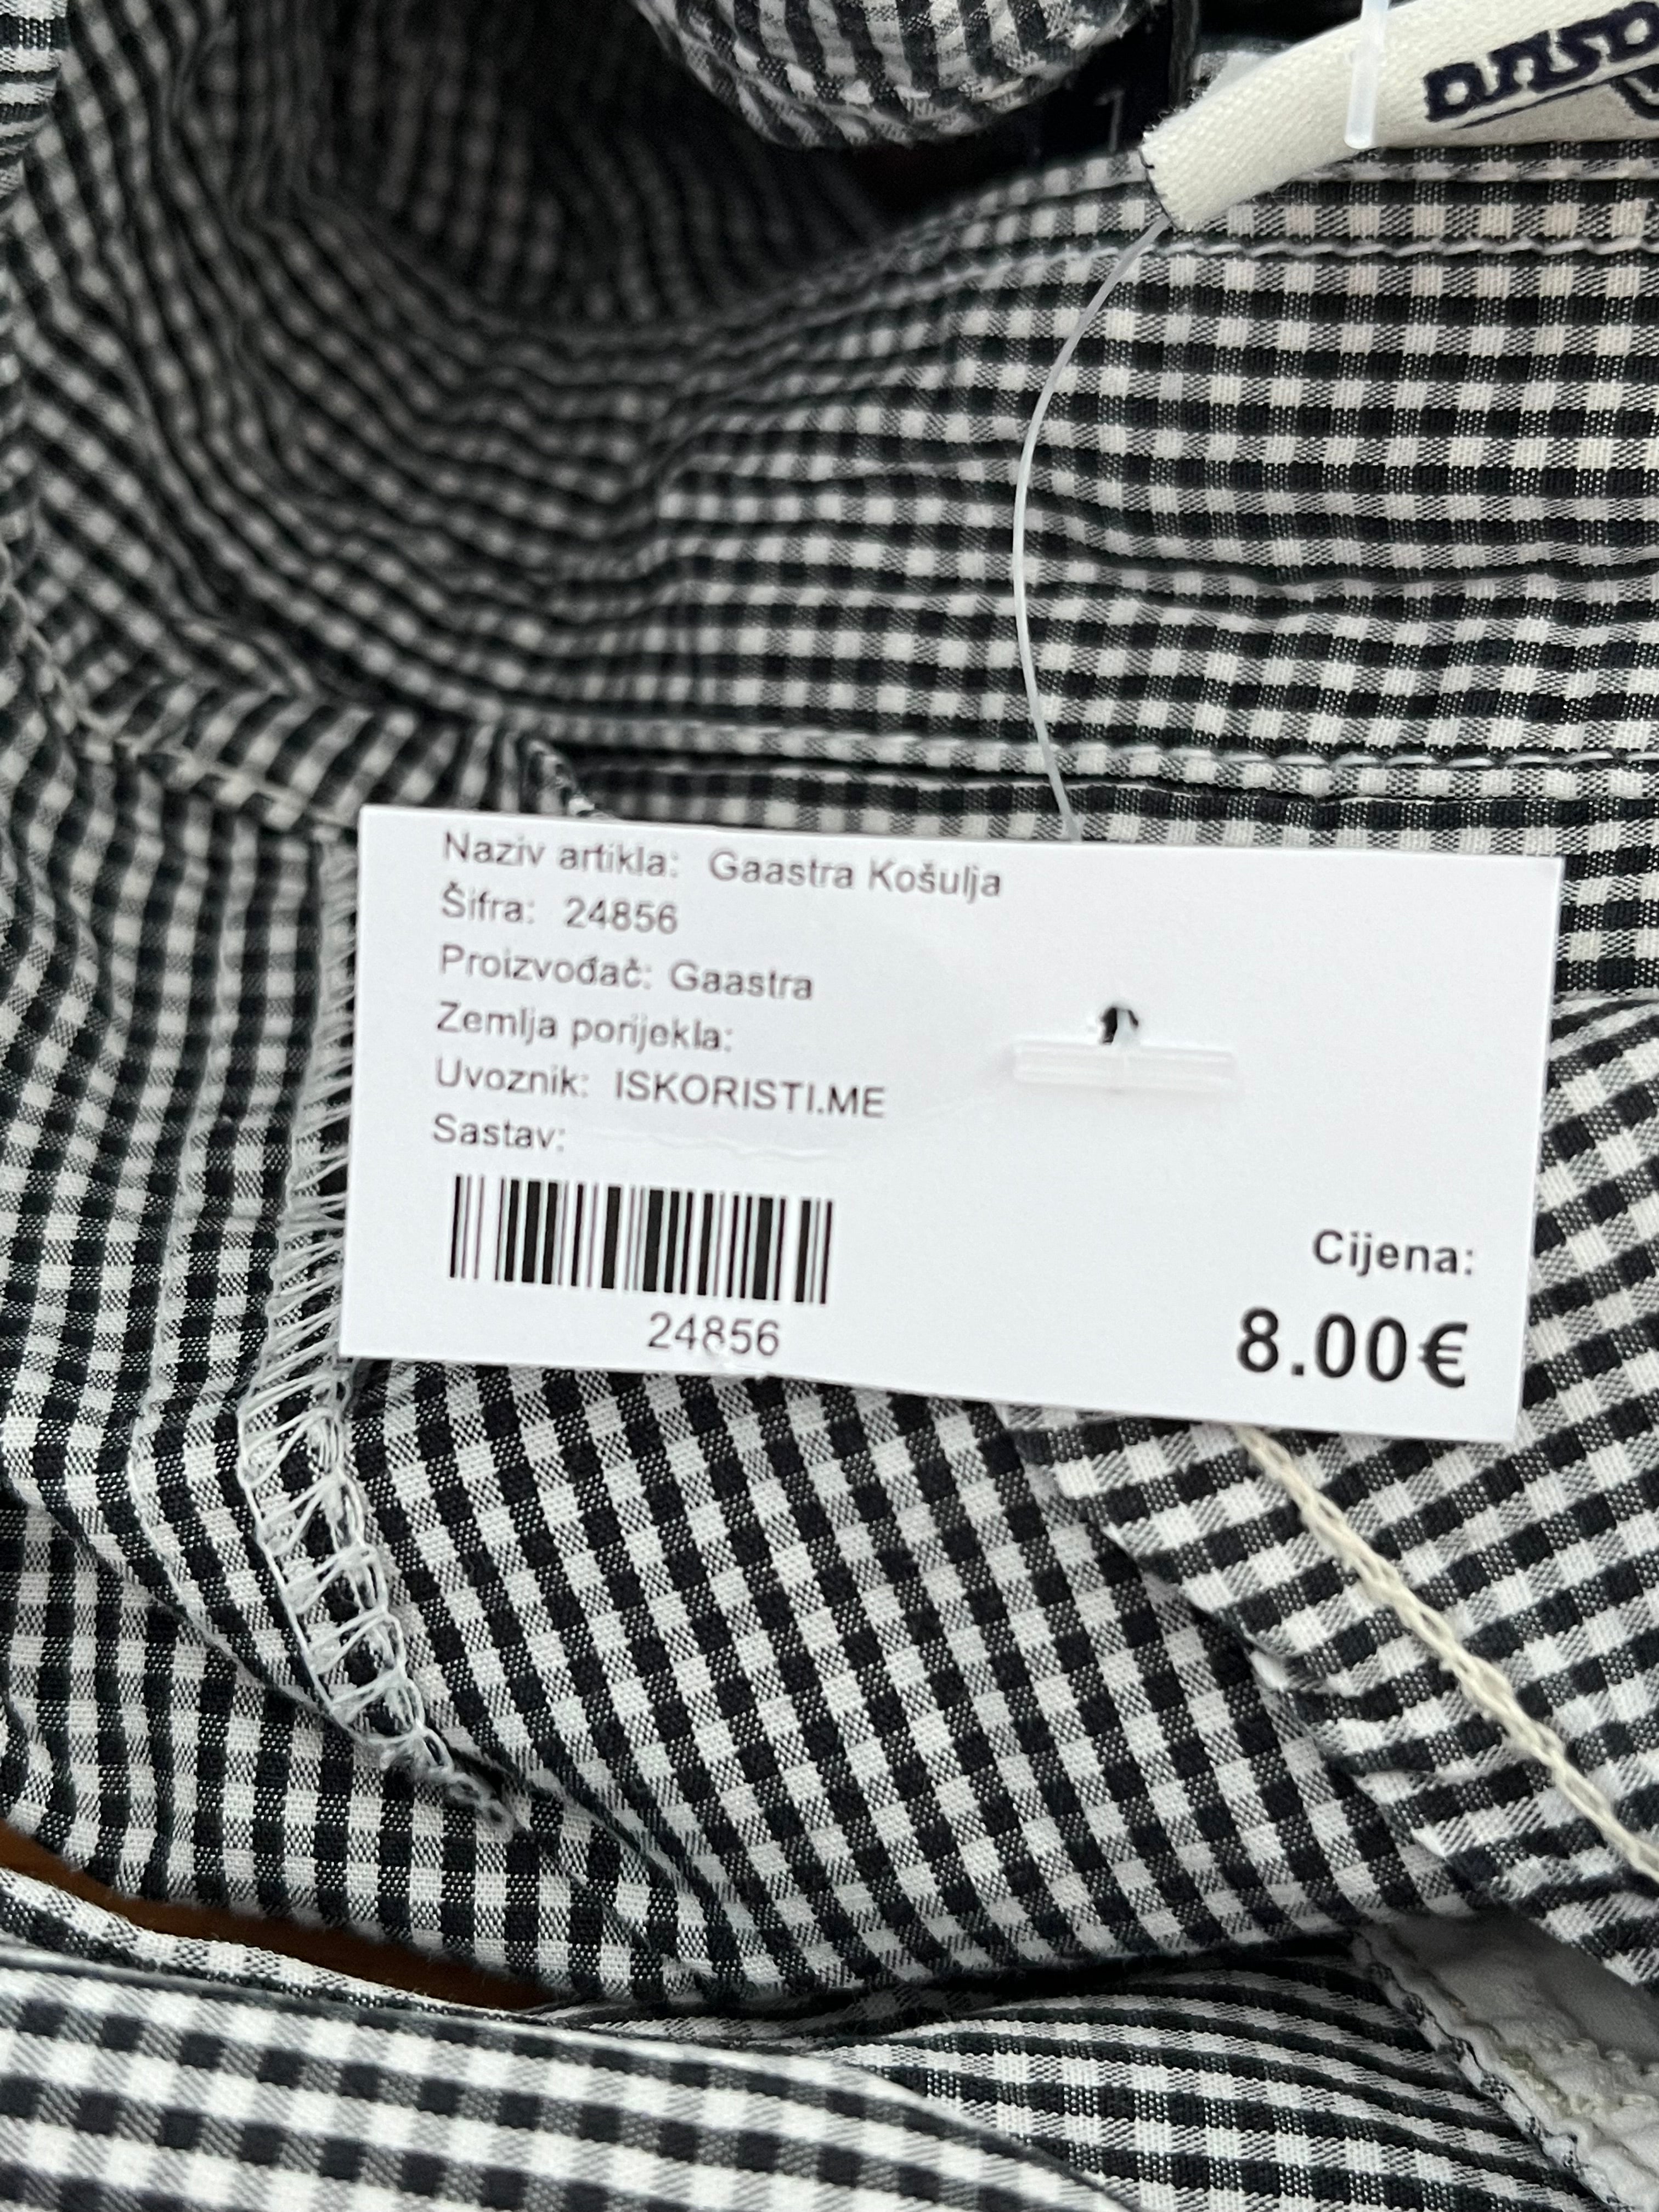 Naziv artikla: Gaastra Košulja
Šifra: 24856
Proizvođač: Gaastra
Zemlja porijekla:
Uvoznik: ISKORISTI.ME
Sastav:
24856
Cijena:
8.00€